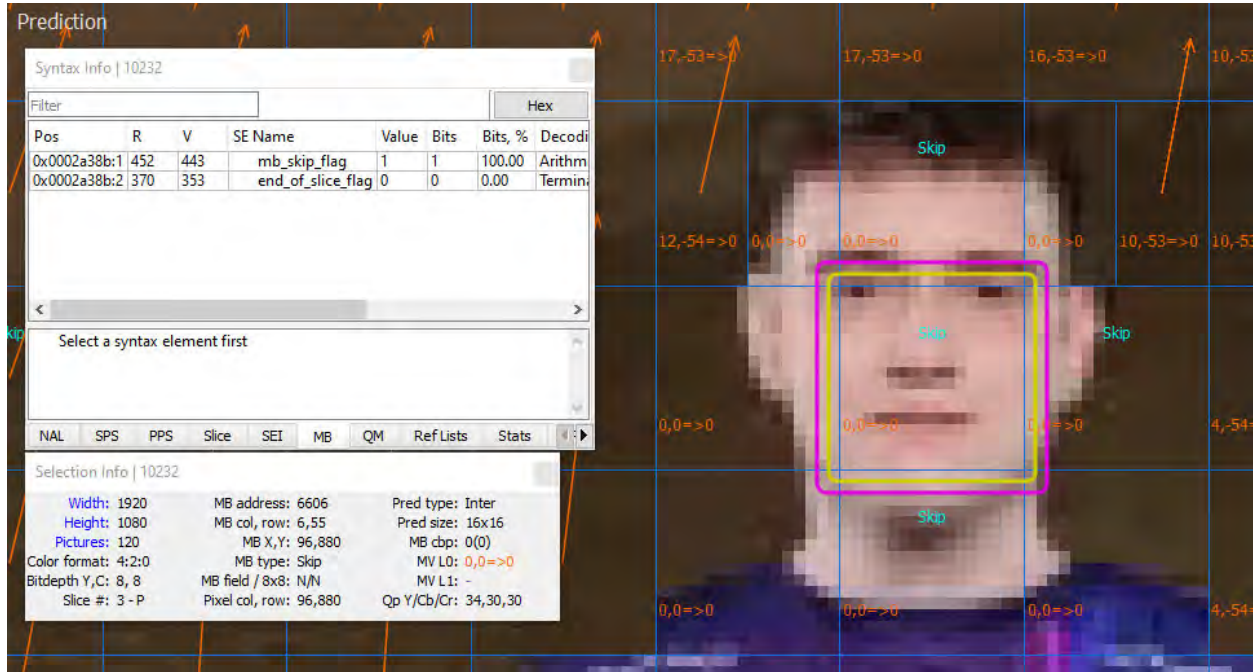 Prediction
17,-53=>0 17,-53=>0 16,-53=>0 10,-5
Syntax Info | 10232
Filter Hex
Pos R V SE Name Value Bits Bits, % Decodi
0x0002a38b:1 452 443 mb_skip_flag 1 1 100.00 Arithm
0x0002a38b:2 370 353 end_of_slice_flag 0 0 0.00 Termina
Skip
12,-54=>0 0,0=>0 0,0=>0 0,0=>0 10,-53=>0 10,-5
kip Skip Skip
Select a syntax element first
0,0=>0 0,0=>0 0,0=>0 4,-54=
NAL SPS PPS Slice SEI MB QM Ref Lists Stats
Selection Info | 10232
Width: 1920 MB address: 6606 Pred type: Inter
Height: 1080 MB col, row: 6,55 Pred size: 16x16
Pictures: 120 MB X,Y: 96,880 MB cbp: 0(0)
Color format: 4:2:0 MB type: Skip MV L0: 0,0=>0
Bitdepth Y,C: 8, 8 MB field / 8x8: N/N MV L1: -
Slice #: 3 - P Pixel col, row: 96,880 Qp Y/Cb/Cr: 34,30,30
Skip
0,0=>0 0,0=>0 0,0=>0 4,-54=